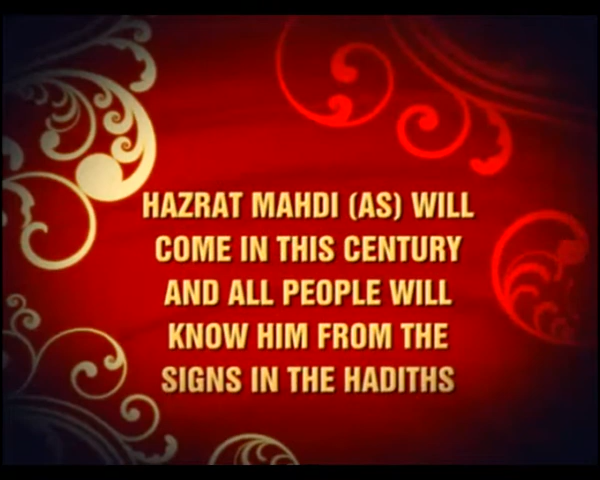 HAZRAT MAHDI (AS) WILL
COME IN THIS CENTURY
AND ALL PEOPLE WILL
KNOW HIM FROM THE
SIGNS IN THE HADITHS